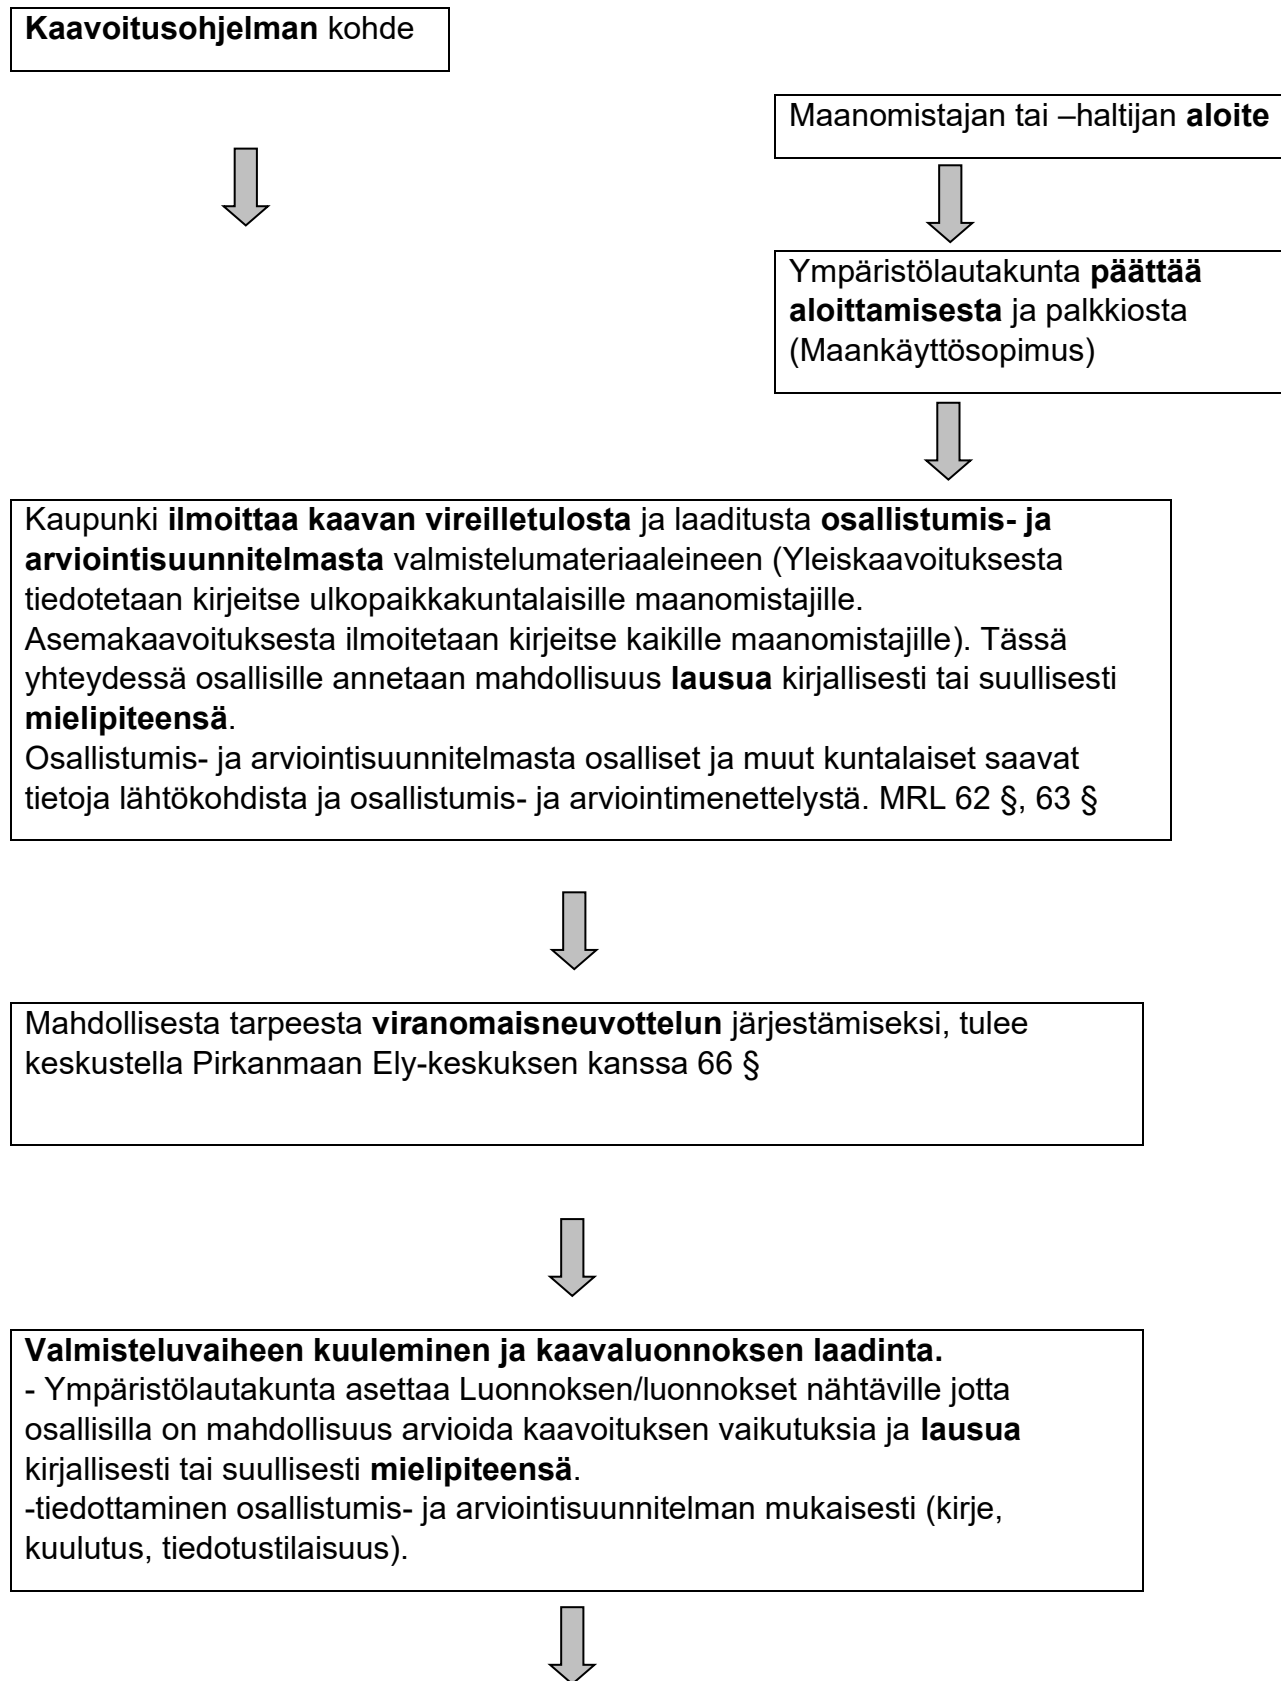 Kaavoitusohjelman kohde
Maanomistajan tai –haltijan aloite
Ympäristölautakunta päättää
aloittamisesta ja palkkiosta
(Maankäyttösopimus)
Kaupunki ilmoittaa kaavan vireilletulosta ja laaditusta osallistumis- ja
arviointisuunnitelmasta valmistelumateriaaleineen (Yleiskaavoituksesta
tiedotetaan kirjeitse ulkopaikkakuntalaisille maanomistajille.
Asemakaavoituksesta ilmoitetaan kirjeitse kaikille maanomistajille). Tässä
yhteydessä osallisille annetaan mahdollisuus lausua kirjallisesti tai suullisesti
mielipiteensä.
Osallistumis- ja arviointisuunnitelmasta osalliset ja muut kuntalaiset saavat
tietoja lähtökohdista ja osallistumis- ja arviointimenettelystä. MRL 62 §, 63 §
Mahdollisesta tarpeesta viranomaisneuvottelun järjestämiseksi, tulee
keskustella Pirkanmaan Ely-keskuksen kanssa 66 §
Valmisteluvaiheen kuuleminen ja kaavaluonnoksen laadinta.
- Ympäristölautakunta asettaa Luonnoksen/luonnokset nähtäville jotta
osallisilla on mahdollisuus arvioida kaavoituksen vaikutuksia ja lausua
kirjallisesti tai suullisesti mielipiteensä.
-tiedottaminen osallistumis- ja arviointisuunnitelman mukaisesti (kirje,
kuulutus, tiedotustilaisuus).